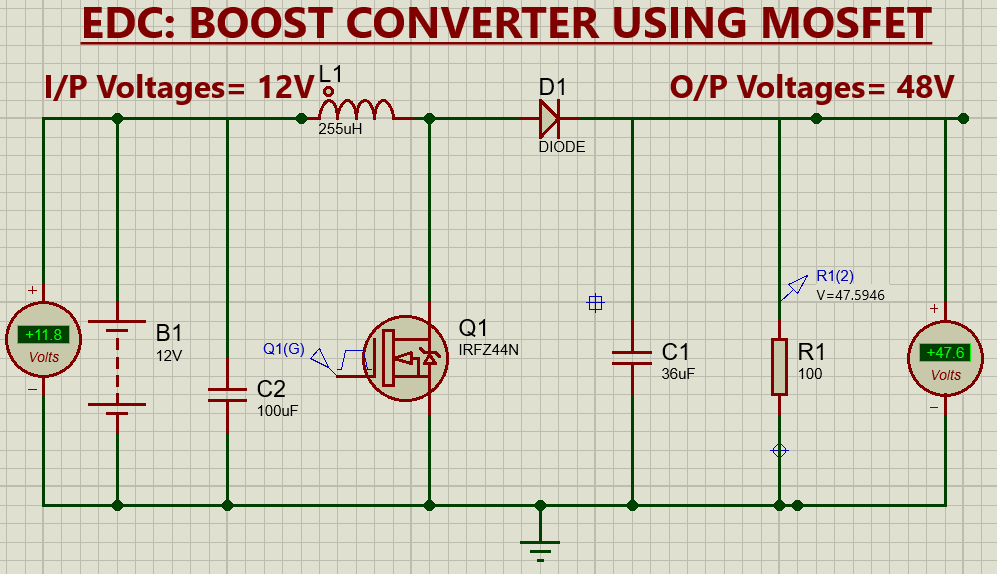 EDC: BOOST CONVERTER USING MOSFET
I/P Voltages= 12V
L1
255uH
D1
DIODE
O/P Voltages= 48V
+
+11.8
Volts
−
B1
12V
C2
100uF
Q1(G)
Q1
IRFZ44N
C1
36uF
R1(2)
V=47.5946
R1
100
+
+47.6
Volts
−